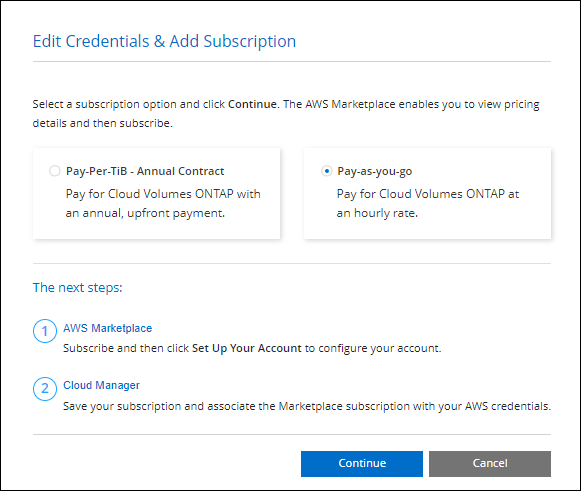 Edit Credentials & Add Subscription
Select a subscription option and click Continue. The AWS Marketplace enables you to view pricing
details and then subscribe.
Pay-Per-TiB - Annual Contract
Pay for Cloud Volumes ONTAP with
an annual, upfront payment.
Pay-as-you-go
Pay for Cloud Volumes ONTAP at
an hourly rate.
The next steps:
1 AWS Marketplace
Subscribe and then click Set Up Your Account to configure your account.
2 Cloud Manager
Save your subscription and associate the Marketplace subscription with your AWS credentials.
Continue Cancel